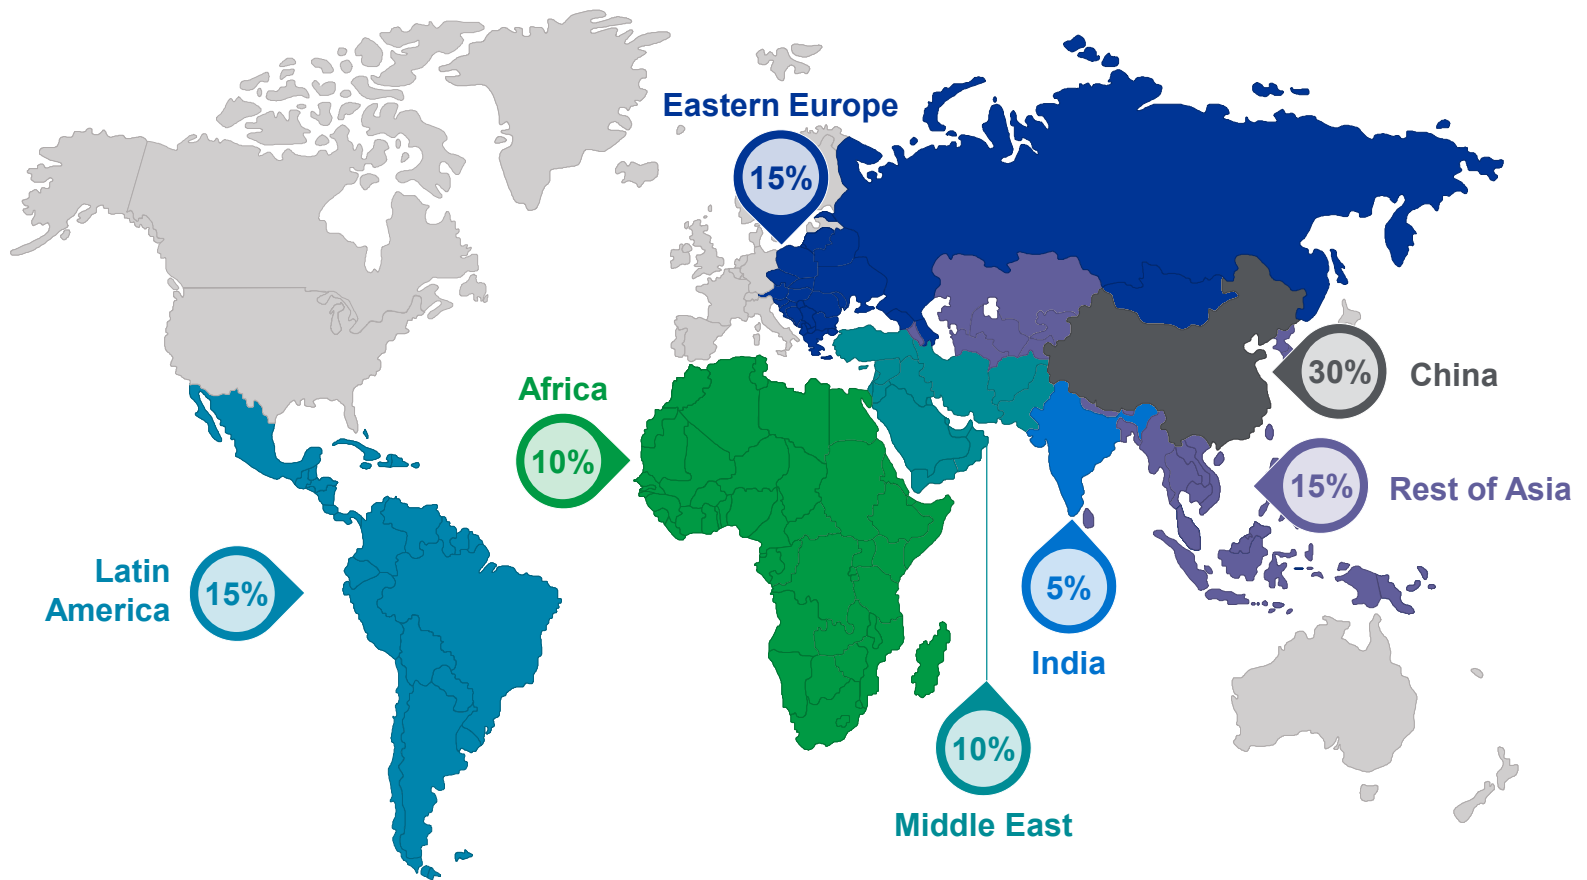 Eastern Europe
15%
Africa
10%
30%
China
15%
Rest of Asia
Latin
America
15%
5%
India
10%
Middle East